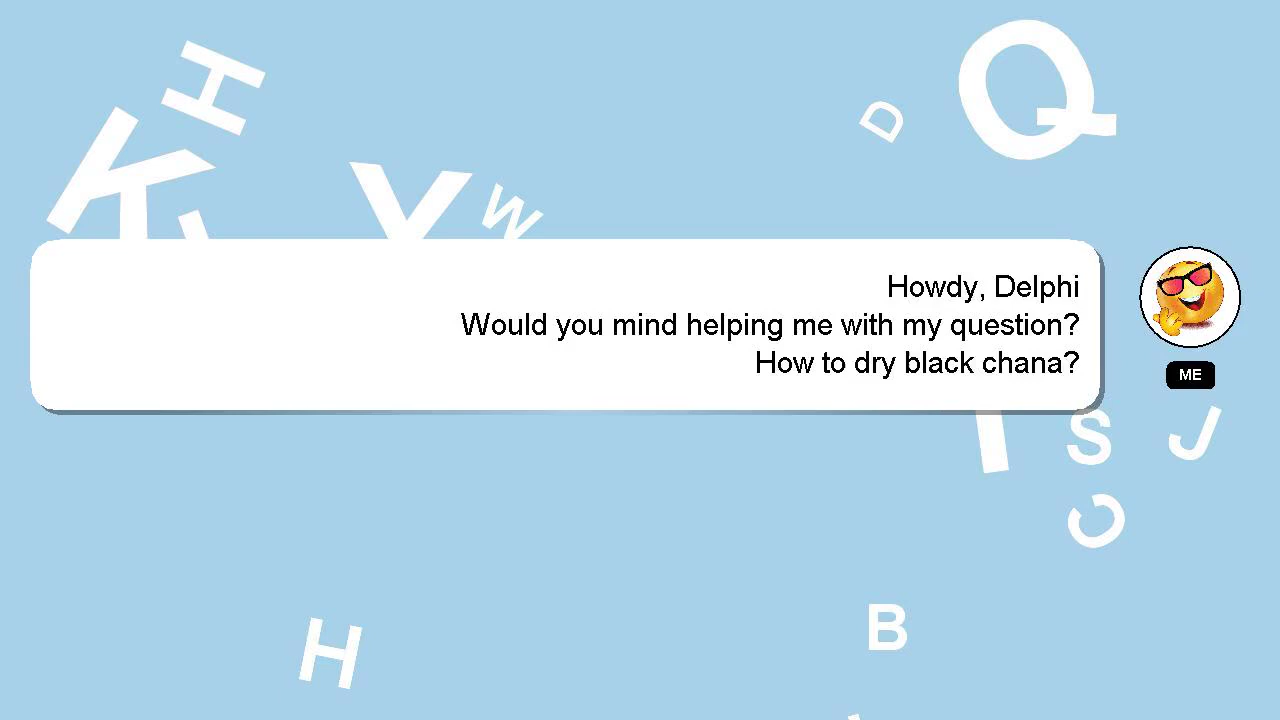 H
K
Y
W
D
Q
Howdy, Delphi
Would you mind helping me with my question?
How to dry black chana?
ME
S
J
C
H
B